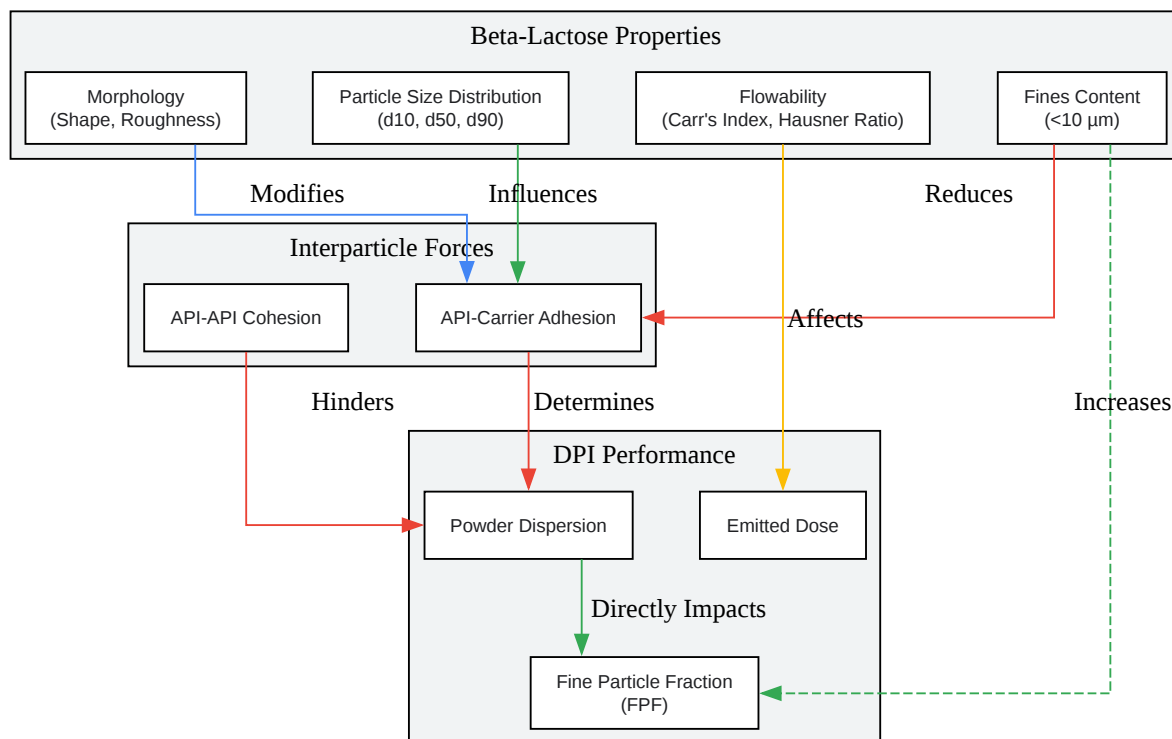 Beta-Lactose Properties
Morphology
(Shape, Roughness)
Particle Size Distribution
(d10, d50, d90)
Flowability
(Carr's Index, Hausner Ratio)
Fines Content
(<10 µm)
Modifies
Influences
Reduces
Interparticle Forces
API-API Cohesion
API-Carrier Adhesion
Affects
Hinders
Determines
Increases
DPI Performance
Powder Dispersion
Emitted Dose
Directly Impacts
Fine Particle Fraction
(FPF)